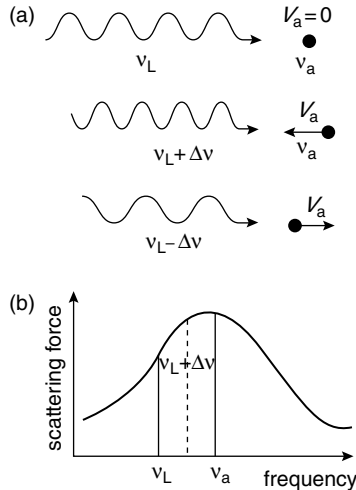 (a)
V_a = 0
ν_L
ν_a
V_a
ν_L + Δν
ν_a
V_a
ν_L − Δν
(b)
scattering force
ν_L + Δν
ν_L
ν_a
frequency